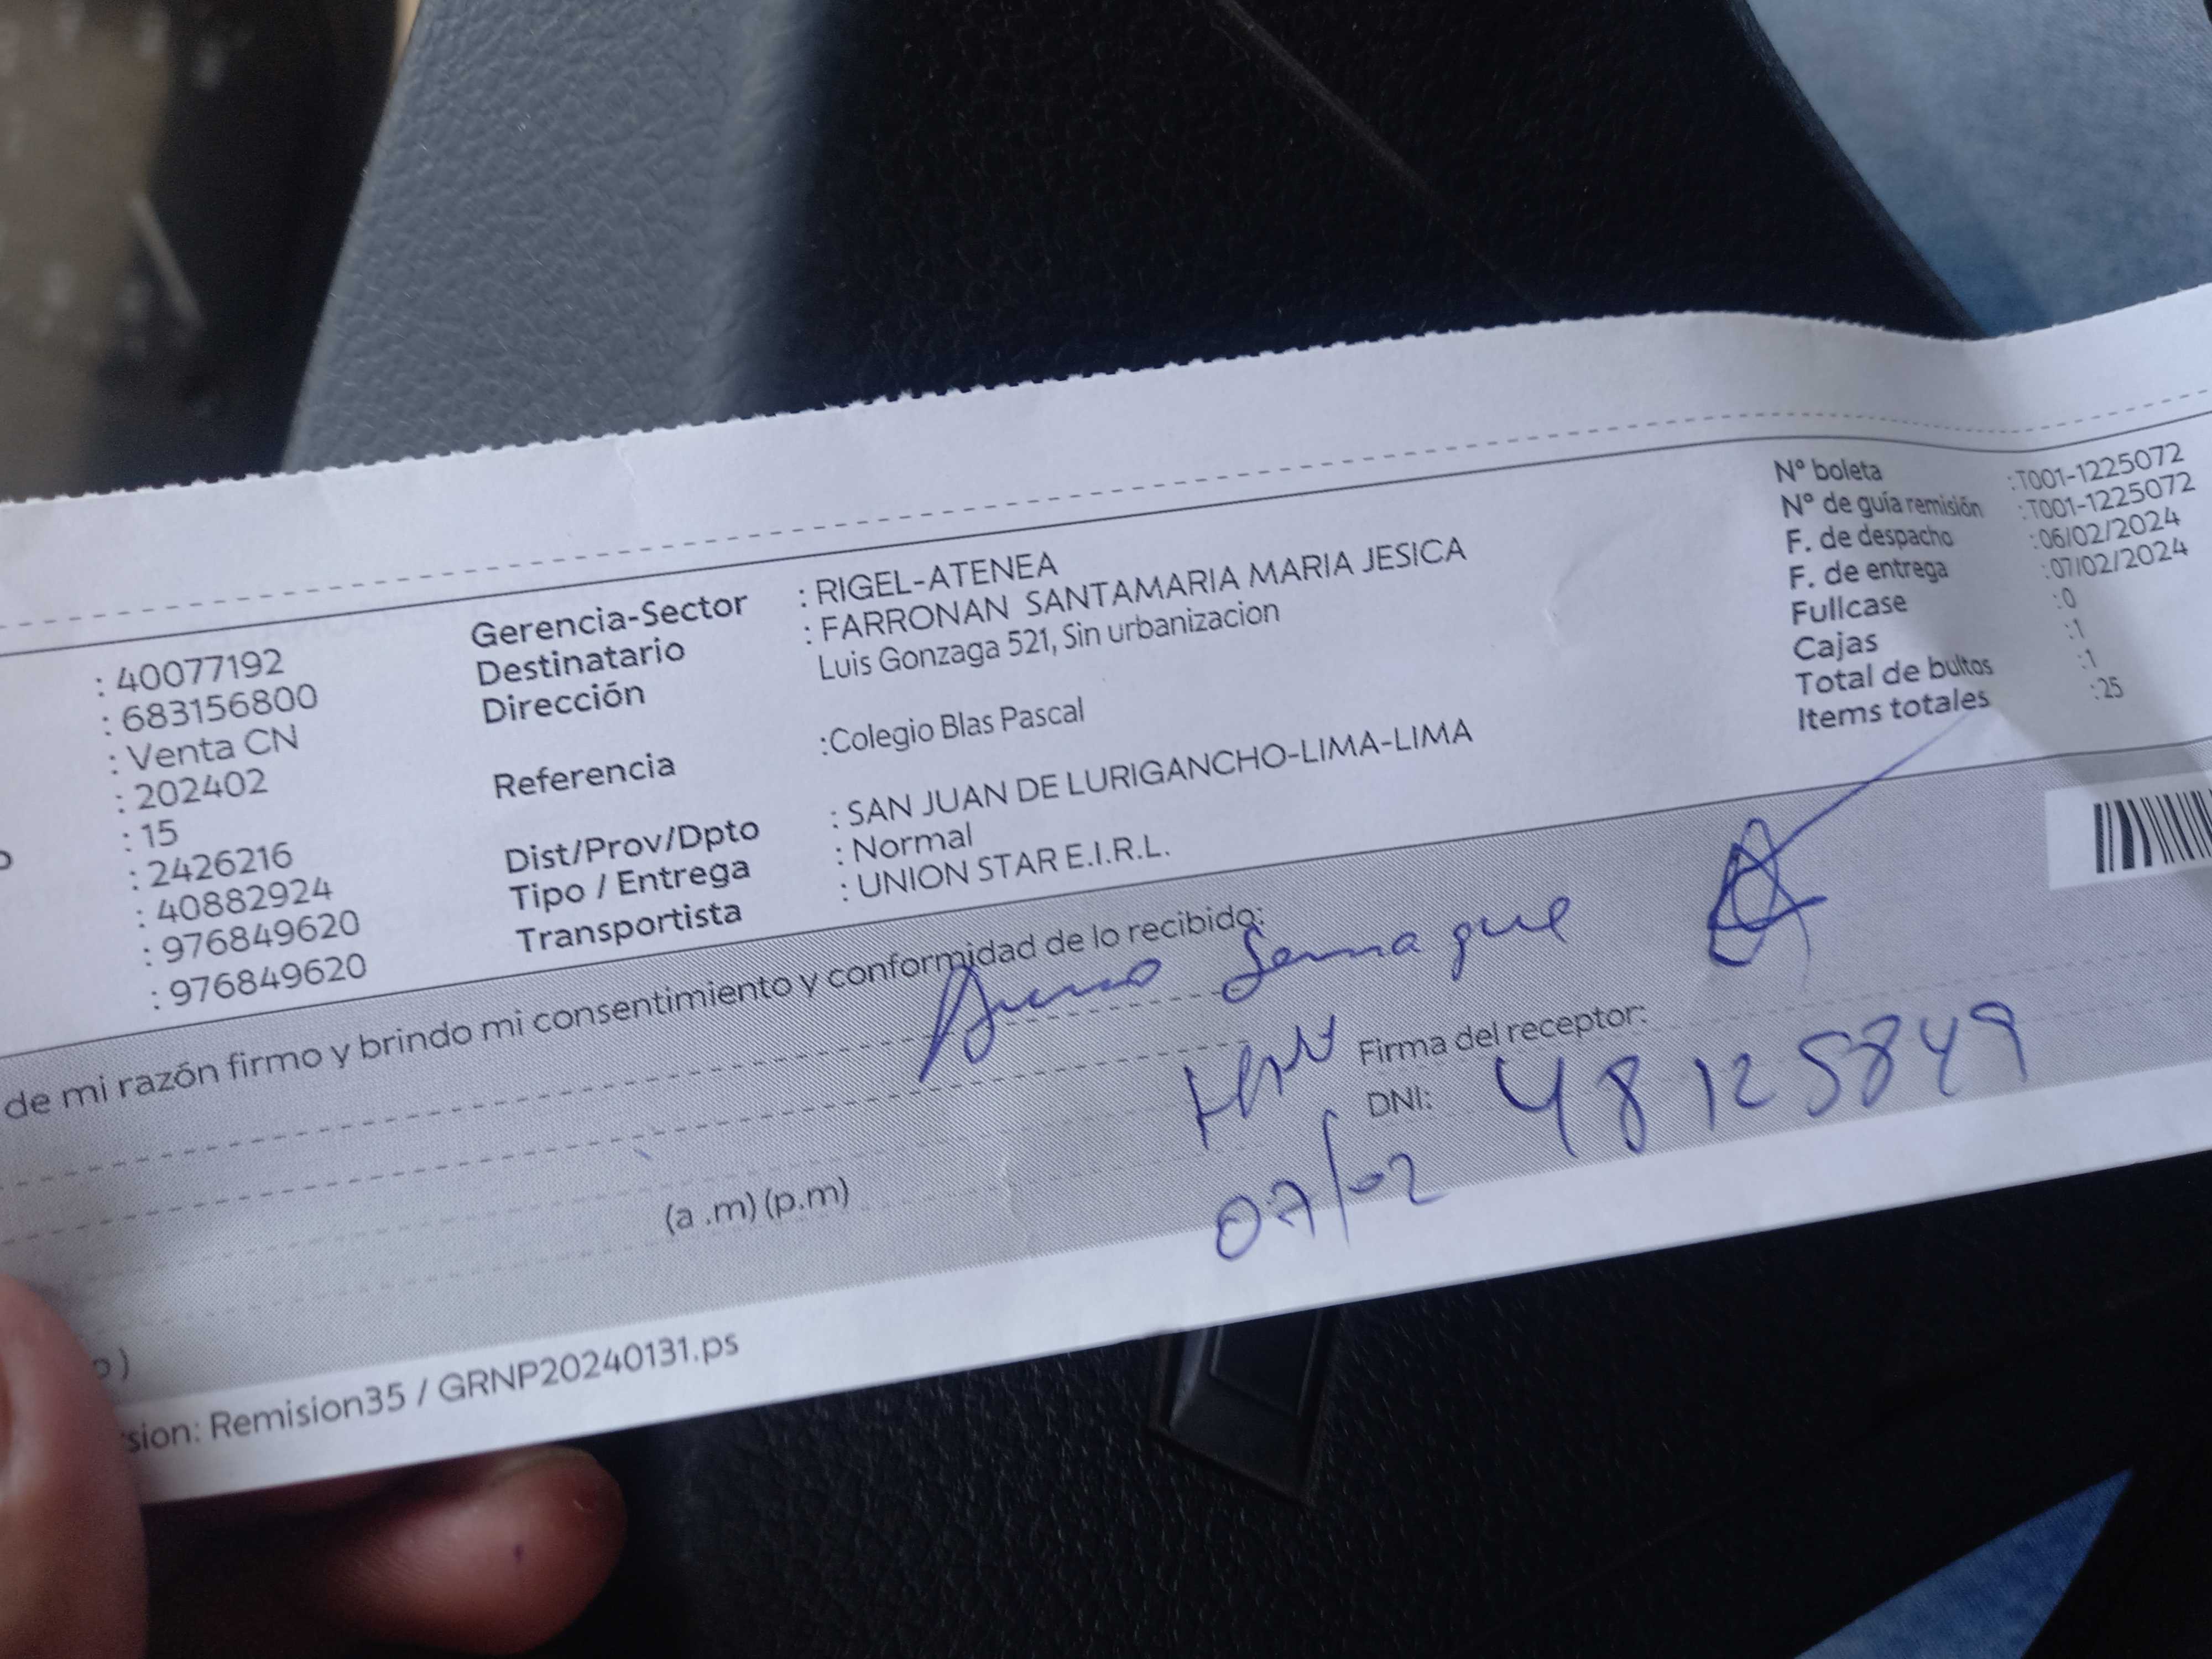 : 40077192
: 683156800
: Venta CN
: 202402
: 15
: 2426216
: 40882924
: 976849620
: 976849620
Gerencia-Sector : RIGEL-ATENEA
Destinatario : FARRONAN SANTAMARIA MARIA JESICA
Dirección Luis Gonzaga 521, Sin urbanizacion
Referencia :Colegio Blas Pascal
Dist/Prov/Dpto : SAN JUAN DE LURIGANCHO-LIMA-LIMA
Tipo / Entrega : Normal
Transportista : UNION STAR E.I.R.L.
N° boleta :T001-1225072
N° de guía remisión :T001-1225072
F. de despacho :06/02/2024
F. de entrega :07/02/2024
Fullcase :0
Cajas :1
Total de bultos :1
Items totales :25
de mi razón firmo y brindo mi consentimiento y conformidad de lo recibido:
Firma del receptor:
DNI: 48125849
07/02
(a .m) (p.m)
o )
sion: Remision35 / GRNP20240131.ps